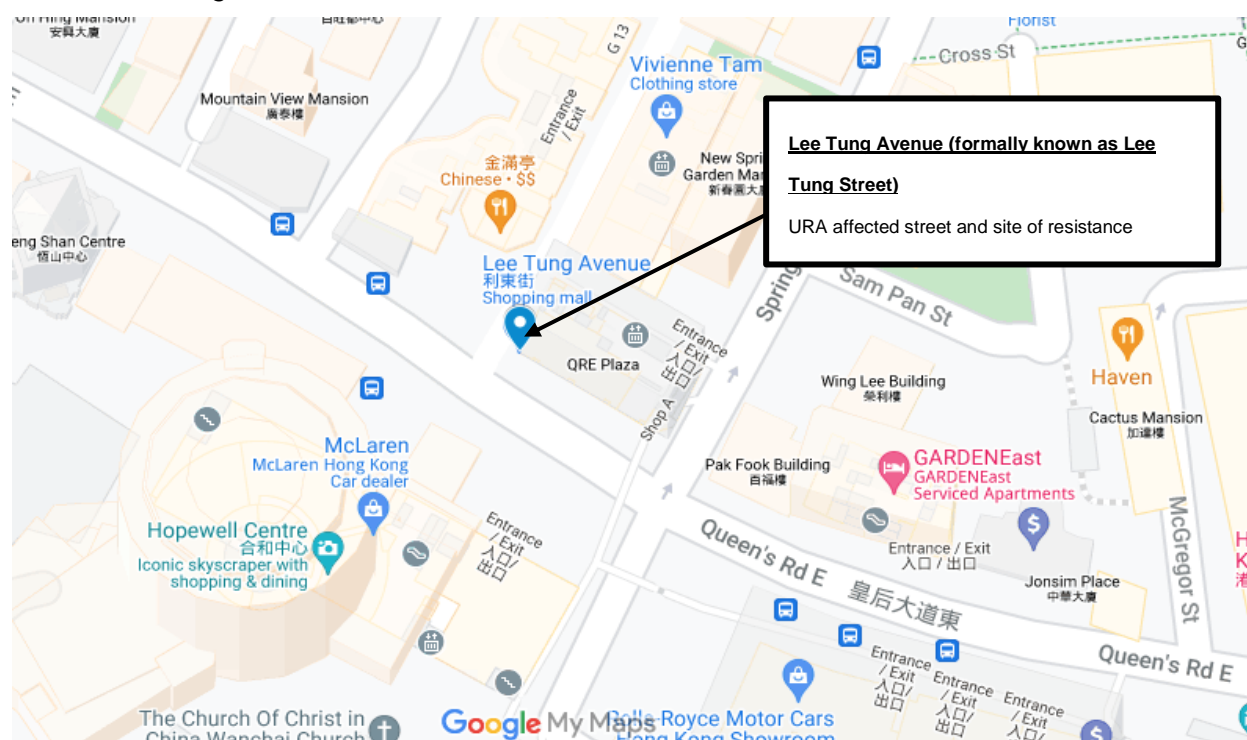 On Hing Mansion
安興大廈
Florist
G 13
Cross St
Vivienne Tam
Clothing store
Mountain View Mansion
廣泰樓
Entrance
/ Exit
Lee Tung Avenue (formally known as Lee
Tung Street)
URA affected street and site of resistance
金滿亭
Chinese • $$
New Spri
Garden Ma
新春園大
eng Shan Centre
恆山中心
Lee Tung Avenue
利東街
Shopping mall
Spring
Sam Pan St
Entrance
/ Exit
入口/
出口
QRE Plaza
Shop A
Wing Lee Building
榮利樓
Haven
Cactus Mansion
加達樓
McLaren
McLaren Hong Kong
Car dealer
Pak Fook Building
百福樓
GARDENEast
GARDENEast
Serviced Apartments
McGregor St
Hopewell Centre
合和中心
Iconic skyscraper with
shopping & dining
Entrance
/ Exit
入口/
出口
Queen's Rd E
皇后大道東
Entrance / Exit
入口 / 出口
Jonsim Place
中華大廈
Queen's Rd E
Entrance
/ Exit
入口/
出口
Entrance
/ Exit
入口/
出口
Entrance
/ Exit
入口/
The Church Of Christ in
China Wanchai Church
Google My Maps
Rolls-Royce Motor Cars
Hong Kong Showroom